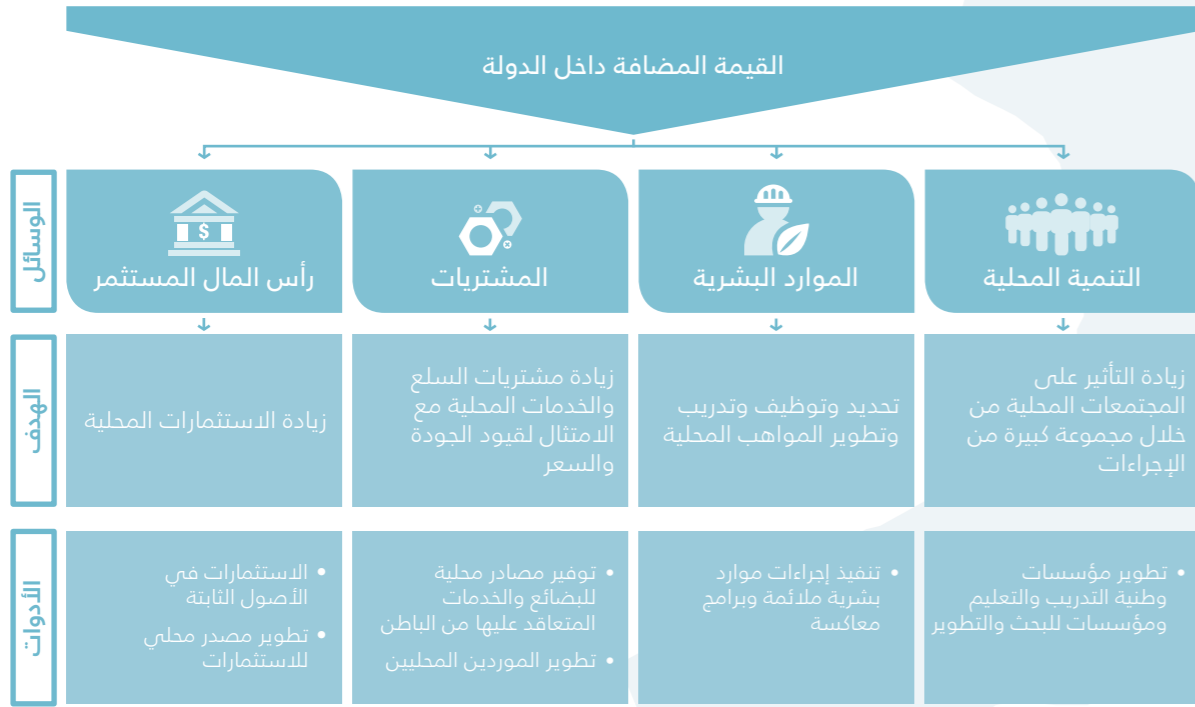 القيمة المضافة داخل الدولة
الوسائل
التنمية المحلية
الموارد البشرية
المشتريات
$
رأس المال المستثمر
الهدف
زيادة التأثير على
المجتمعات المحلية من
خلال مجموعة كبيرة من
الإجراءات
تحديد وتوظيف وتدريب
وتطوير المواهب المحلية
زيادة مشتريات السلع
والخدمات المحلية مع
الامتثال لقيود الجودة
والسعر
زيادة الاستثمارات المحلية
الأدوات
• تطوير مؤسسات
وطنية التدريب والتعليم
ومؤسسات للبحث والتطوير
• تنفيذ إجراءات موارد
بشرية ملائمة وبرامج
معاكسة
• توفير مصادر محلية
للبضائع والخدمات
المتعاقد عليها من الباطن
• تطوير الموردين المحليين
• الاستثمارات في
الأصول الثابتة
• تطوير مصدر محلي
للاستثمارات